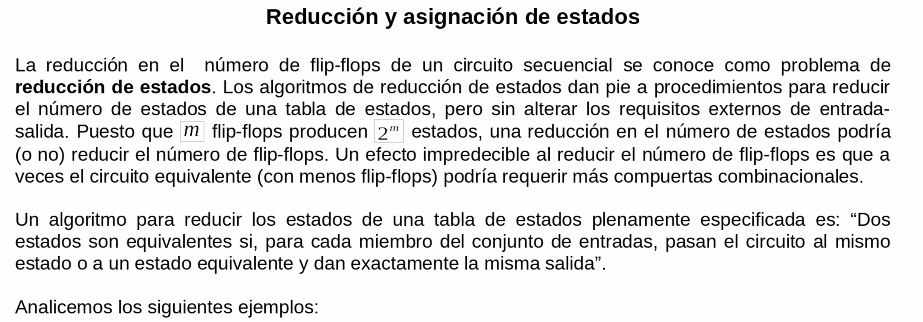 Reducción y asignación de estados
La reducción en el número de flip-flops de un circuito secuencial se conoce como problema de
reducción de estados. Los algoritmos de reducción de estados dan pie a procedimientos para reducir
el número de estados de una tabla de estados, pero sin alterar los requisitos externos de entrada-
salida. Puesto que m flip-flops producen 2^m estados, una reducción en el número de estados podría
(o no) reducir el número de flip-flops. Un efecto impredecible al reducir el número de flip-flops es que a
veces el circuito equivalente (con menos flip-flops) podría requerir más compuertas combinacionales.
Un algoritmo para reducir los estados de una tabla de estados plenamente especificada es: “Dos
estados son equivalentes si, para cada miembro del conjunto de entradas, pasan el circuito al mismo
estado o a un estado equivalente y dan exactamente la misma salida”.
Analicemos los siguientes ejemplos: